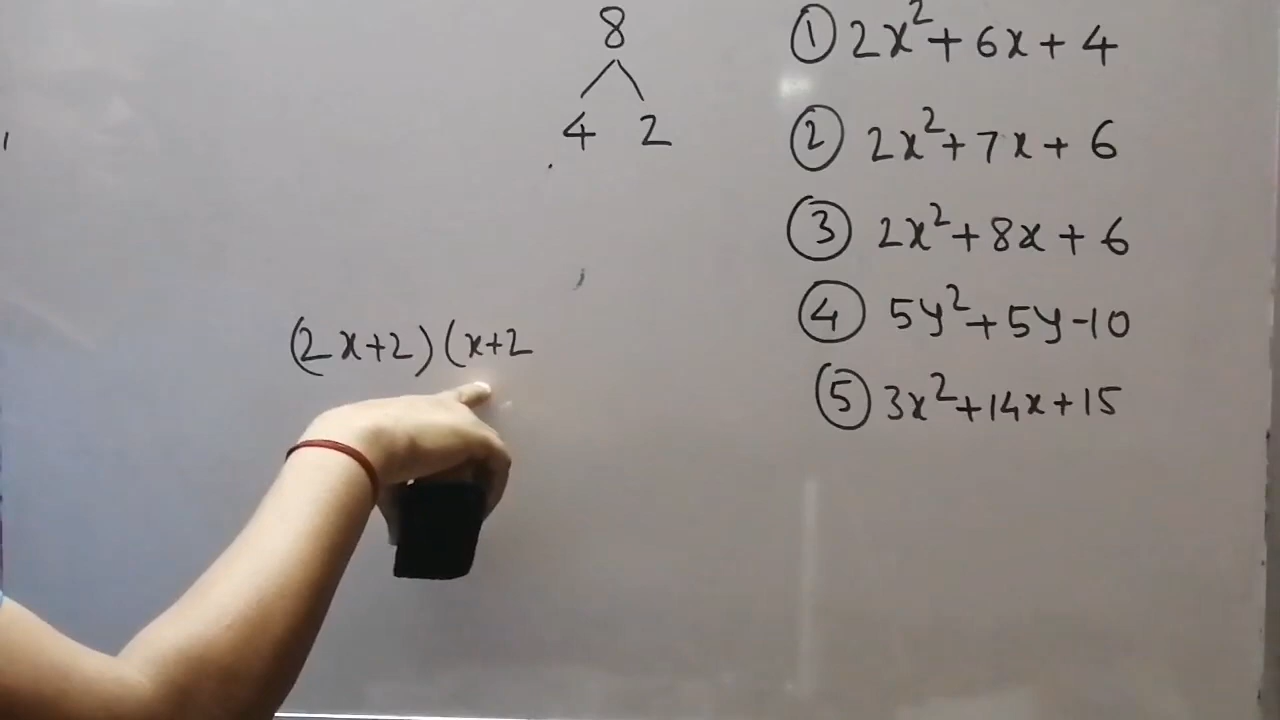 8
4 2
(2x+2)(x+2
① 2x²+6x+4
② 2x²+7x+6
③ 2x²+8x+6
④ 5y²+5y-10
⑤ 3x²+14x+15